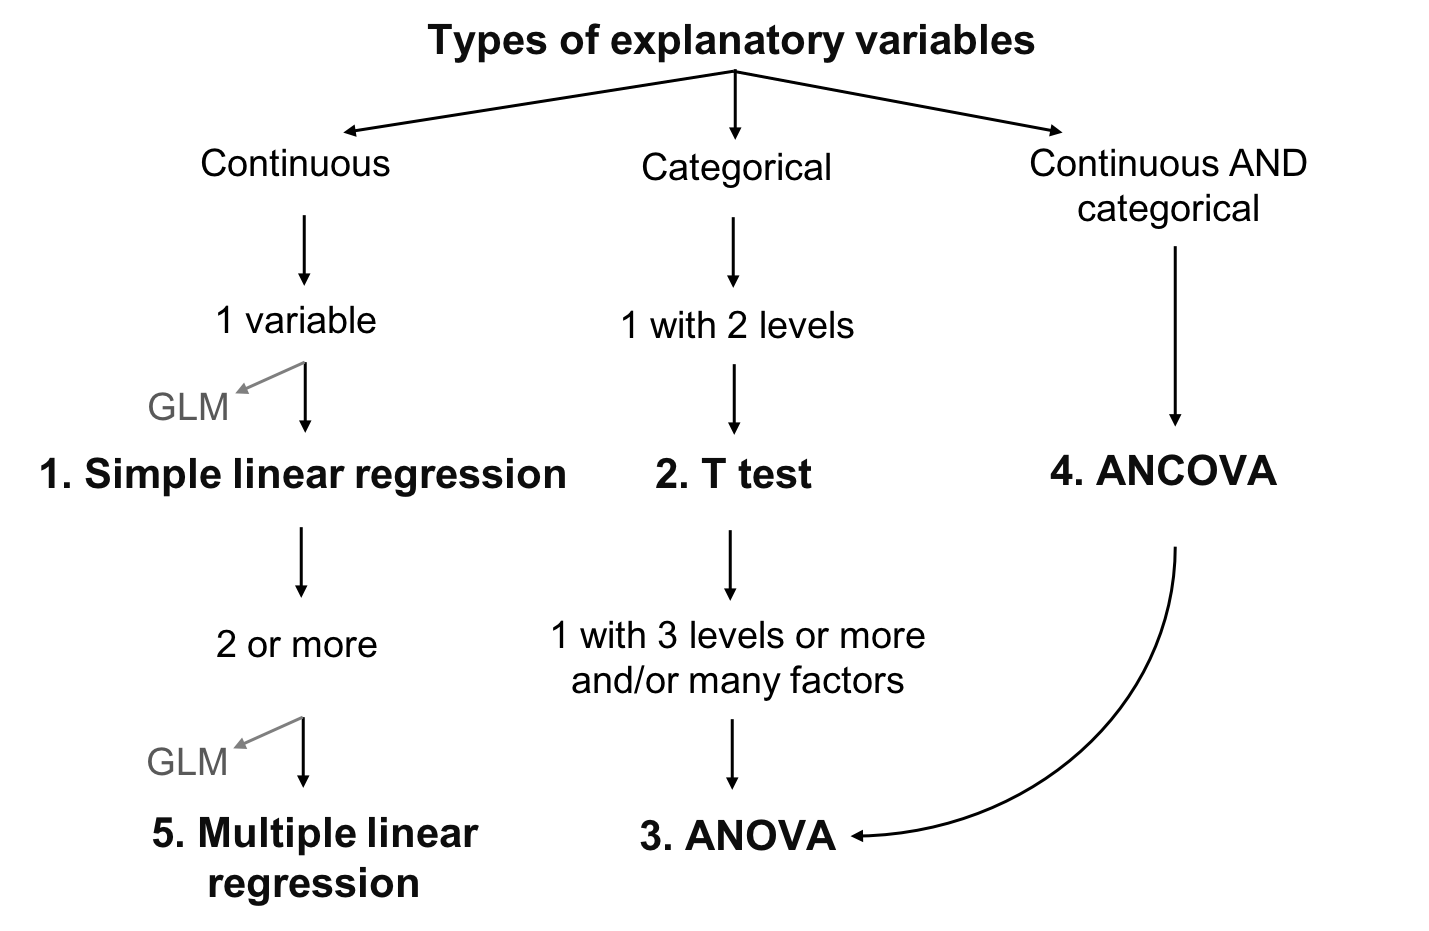 Types of explanatory variables
Continuous
Categorical
Continuous AND
categorical
1 variable
1 with 2 levels
GLM
1. Simple linear regression
2. T test
4. ANCOVA
2 or more
1 with 3 levels or more
and/or many factors
GLM
5. Multiple linear
regression
3. ANOVA